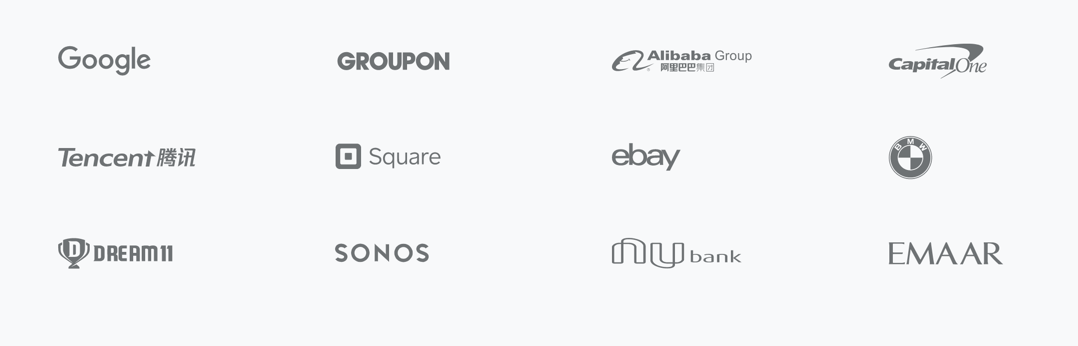 Google
GROUPON
Alibaba Group
阿里巴巴集团
Capital One
Tencent 腾讯
Square
ebay
BMW
D DREAM11
SONOS
nu bank
EMAAR